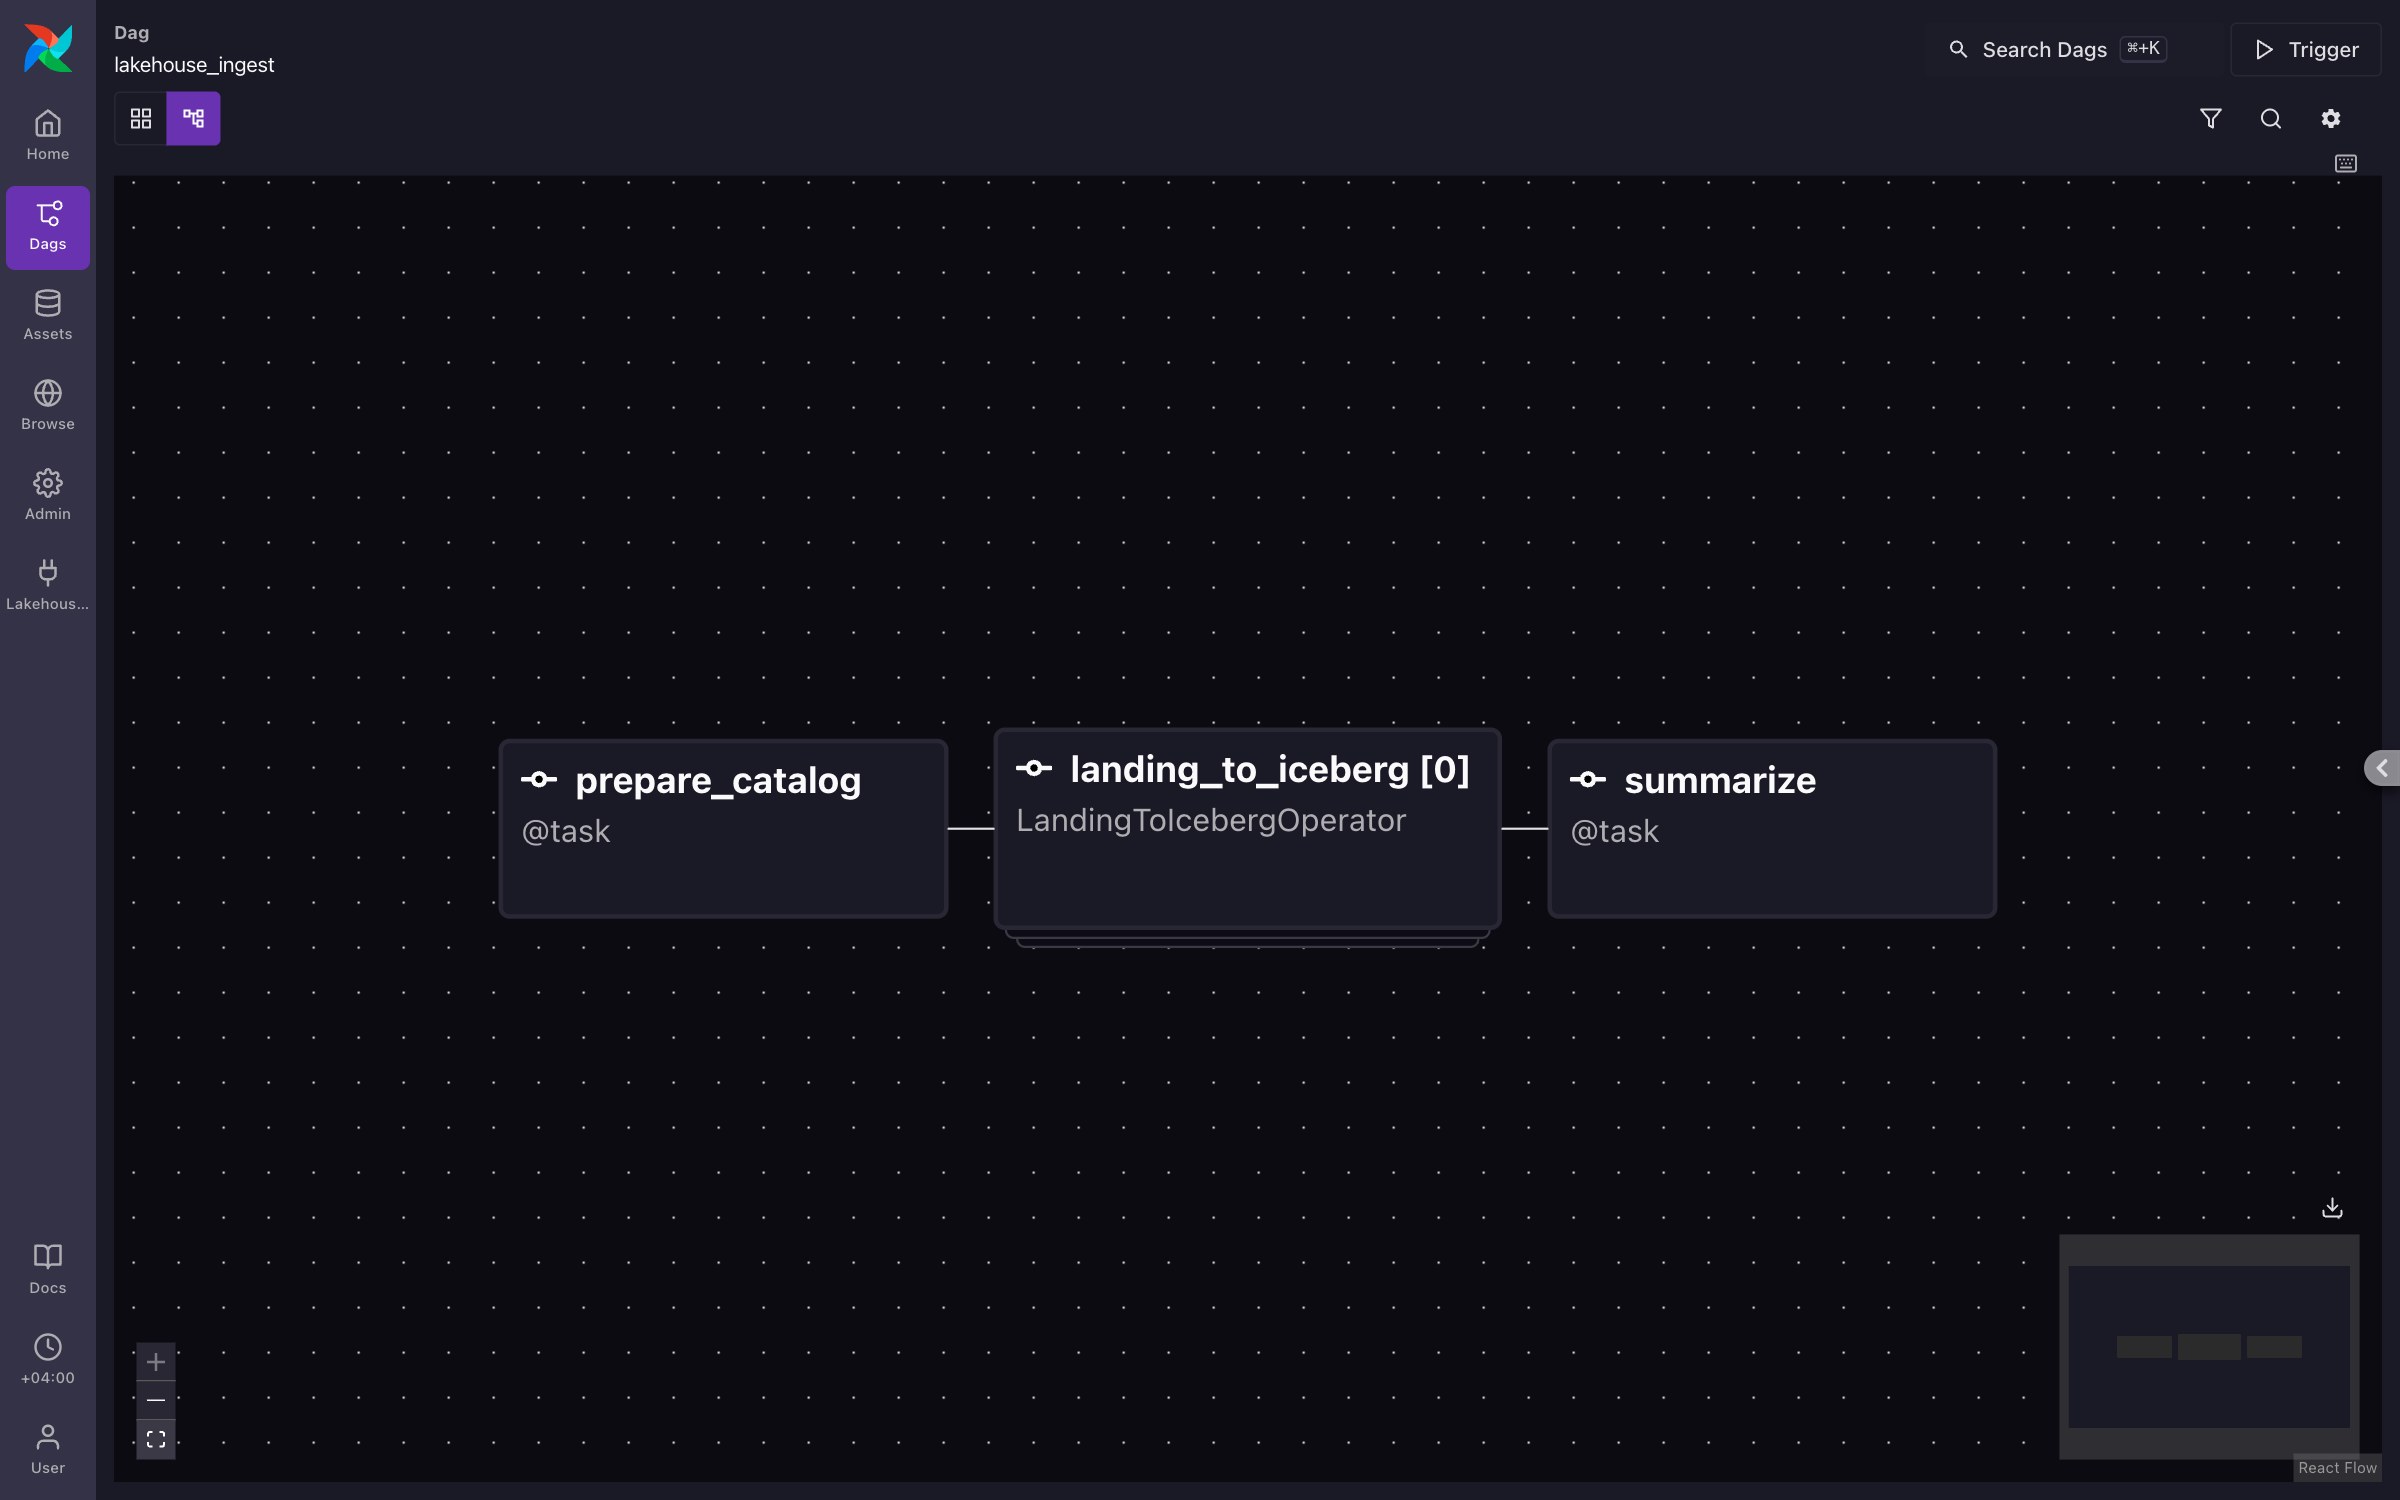 Dag
lakehouse_ingest
Search Dags ⌘+K
Trigger
Home
Dags
Assets
Browse
Admin
Lakehous...
prepare_catalog
@task
landing_to_iceberg [0]
LandingToIcebergOperator
summarize
@task
Docs
+04:00
User
React Flow